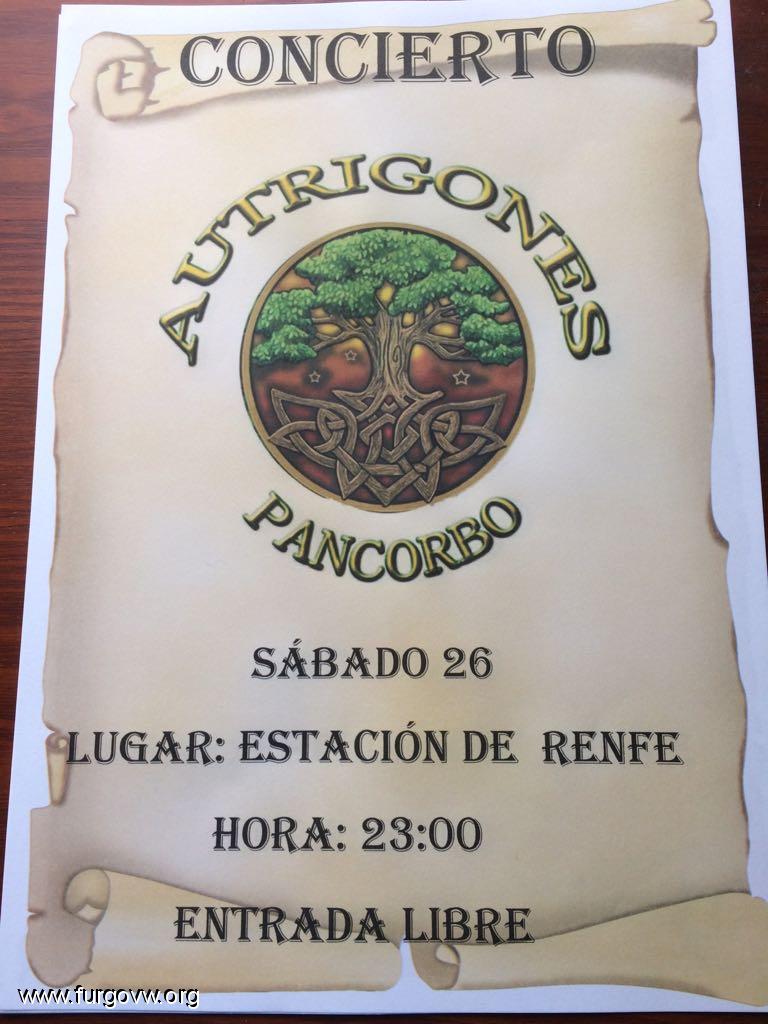 CONCIERTO
AUTRIGONES
PANCORBO
SÁBADO 26
LUGAR: ESTACIÓN DE RENFE
HORA: 23:00
ENTRADA LIBRE
www.furgovw.org